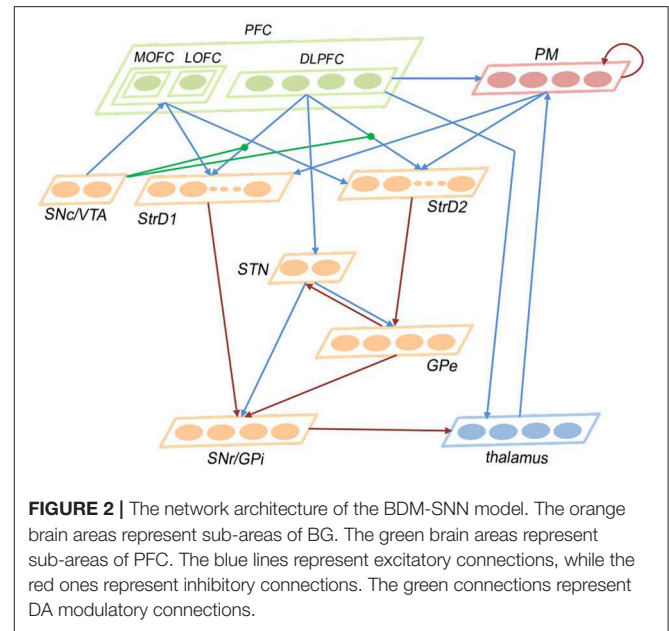 PFC
MOFC LOFC DLPFC
PM
SNc/VTA
StrD1
StrD2
STN
GPe
SNr/GPi
thalamus
FIGURE 2 | The network architecture of the BDM-SNN model. The orange
brain areas represent sub-areas of BG. The green brain areas represent
sub-areas of PFC. The blue lines represent excitatory connections, while the
red ones represent inhibitory connections. The green connections represent
DA modulatory connections.